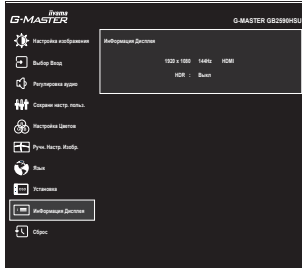 iiyama
G-MASTER
G-MASTER GB2590HSU
Настройка изображения
ИнФормация Дисплея
Выбор Вход
1920 x 1080 144Hz HDMI
Регулировка аудио
HDR : Выкл
Сохрани настр. польз.
Настройка Цветов
Ручн. Настр. Изобр.
Язык
Установка
ИнФормация Дисплея
Сброс